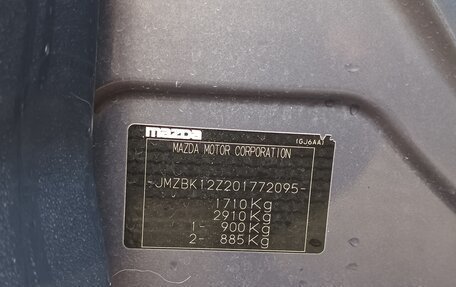 mazda
(GJ6AA)
MAZDA MOTOR CORPORATION
-JMZBK12Z201772095-
1710Kg
2910Kg
1- 900Kg
2- 885Kg